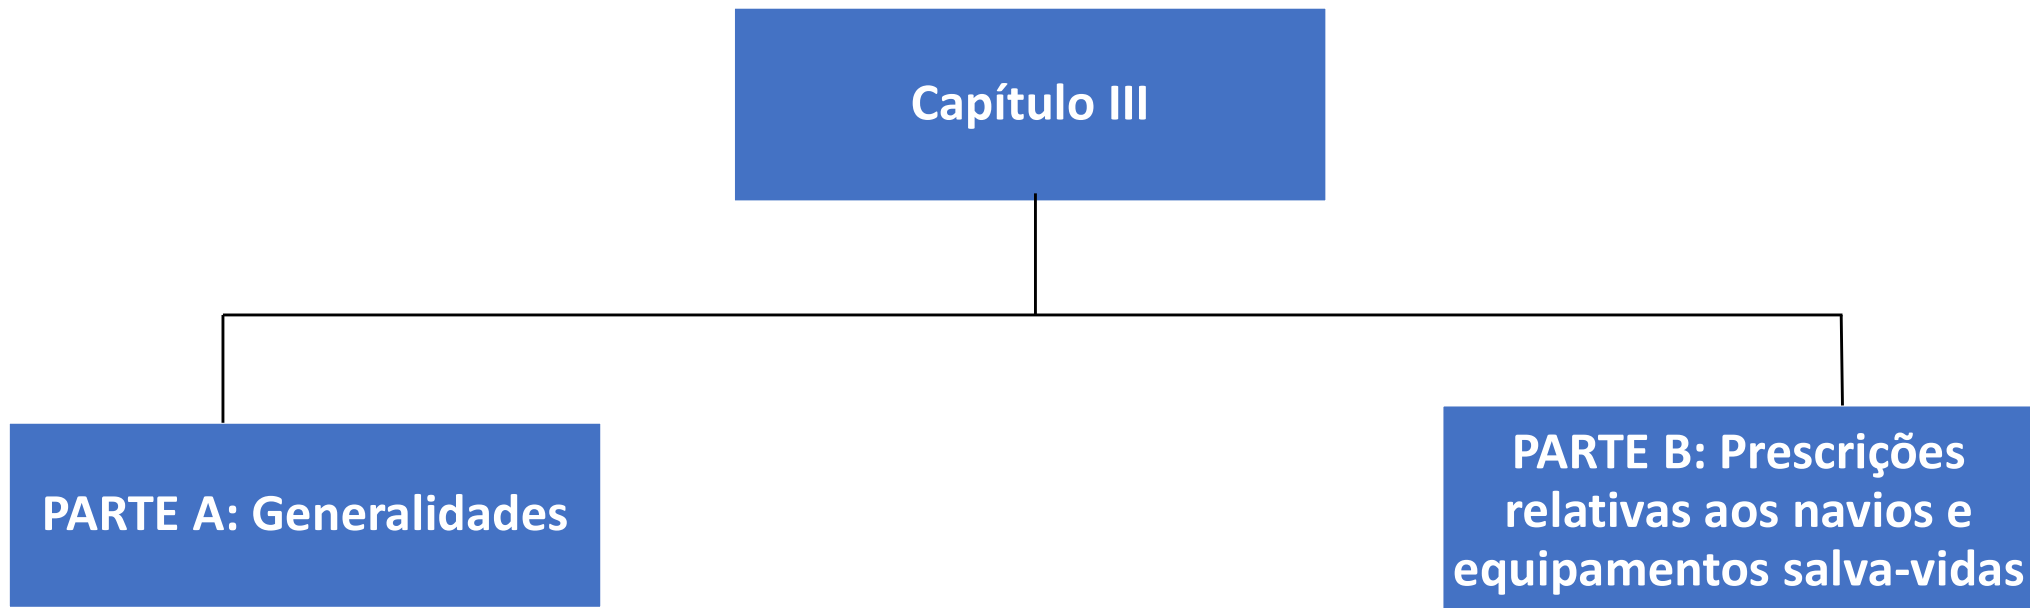 Capítulo III
PARTE A: Generalidades
PARTE B: Prescrições
relativas aos navios e
equipamentos salva-vidas